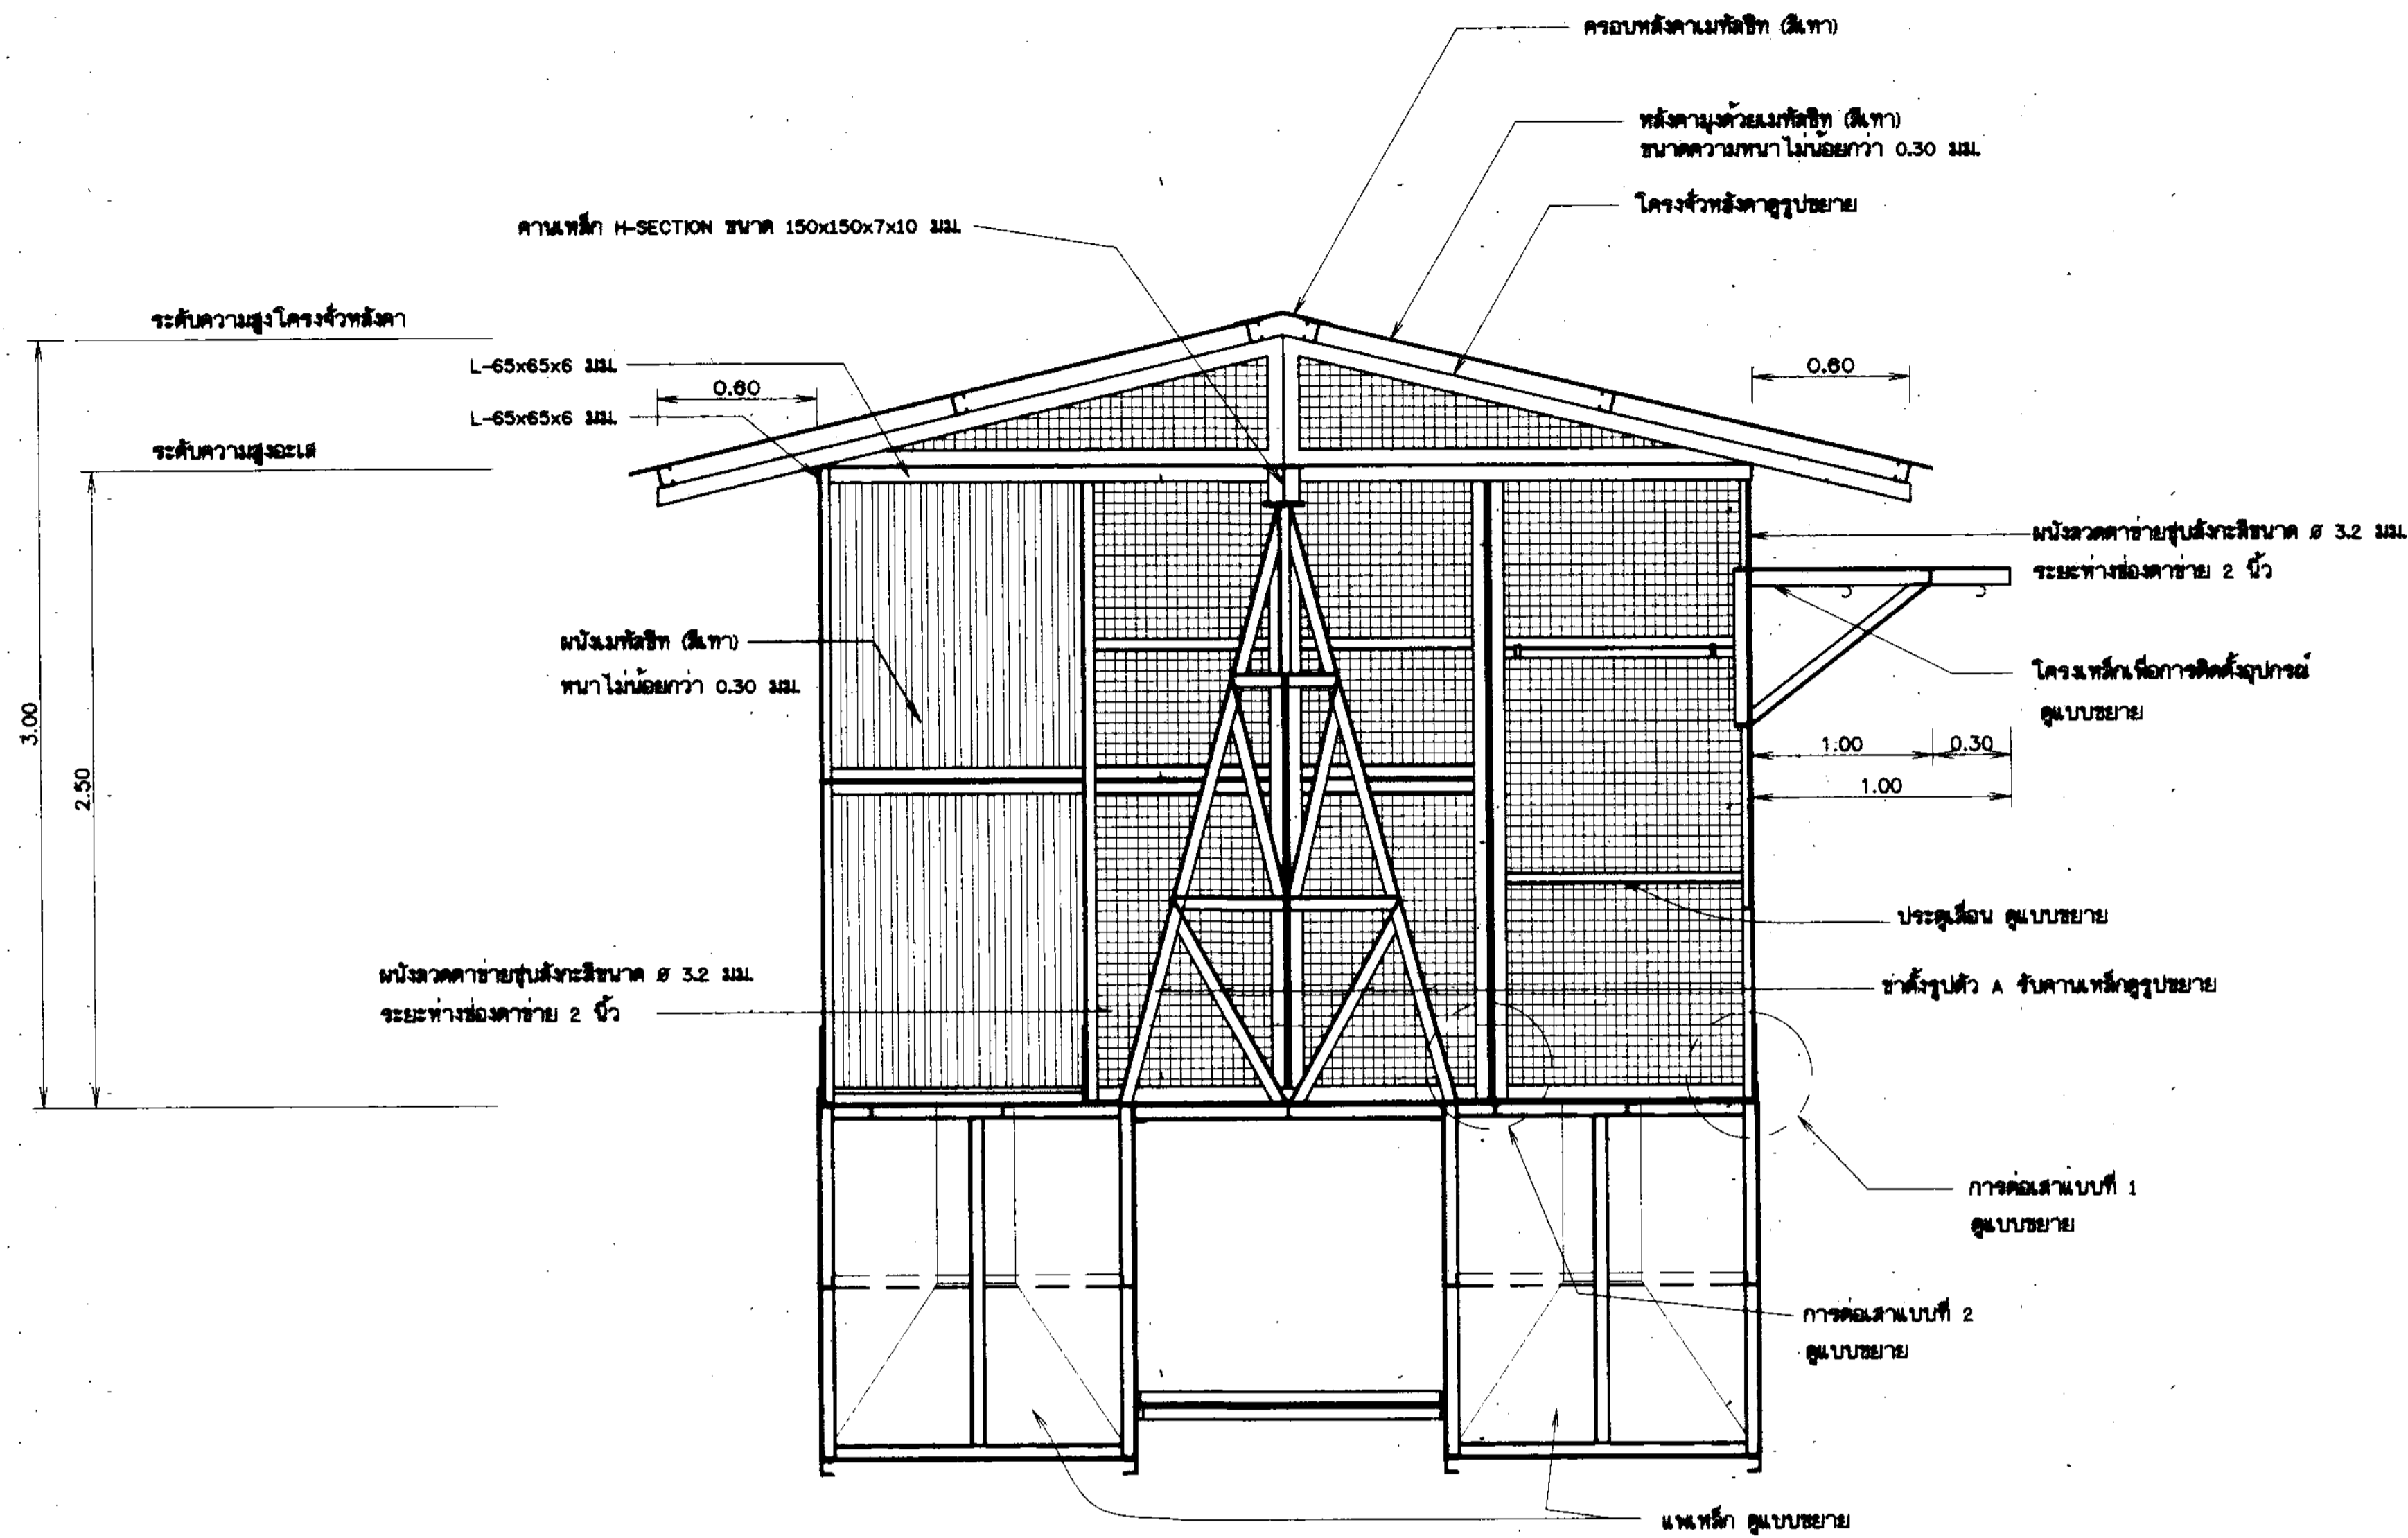 ครอบหลังคาเมทัลชีท (สีเทา)
หลังคามุงด้วยเมทัลชีท (สีเทา)
ขนาดความหนาไม่น้อยกว่า 0.30 มม.
โครงจั่วหลังคาดูรูปขยาย
คานเหล็ก H-SECTION ขนาด 150x150x7x10 มม.
ระดับความสูงโครงจั่วหลังคา
L-65x65x6 มม.
0.60
0.60
L-65x65x6 มม.
ระดับความสูงอะเส
ผนังลวดตาข่ายชุบสังกะสีขนาด ø 3.2 มม.
ระยะห่างช่องตาข่าย 2 นิ้ว
ผนังเมทัลชีท (สีเทา)
หนาไม่น้อยกว่า 0.30 มม.
โครงเหล็กเพื่อการติดตั้งอุปกรณ์
ดูแบบขยาย
3.00
2.50
1.00
0.30
1.00
ประตูเลื่อน ดูแบบขยาย
ผนังลวดตาข่ายชุบสังกะสีขนาด ø 3.2 มม.
ระยะห่างช่องตาข่าย 2 นิ้ว
ขาตั้งรูปตัว A รับคานเหล็กดูรูปขยาย
การต่อเสาแบบที่ 1
ดูแบบขยาย
การต่อเสาแบบที่ 2
ดูแบบขยาย
แพเหล็ก ดูแบบขยาย